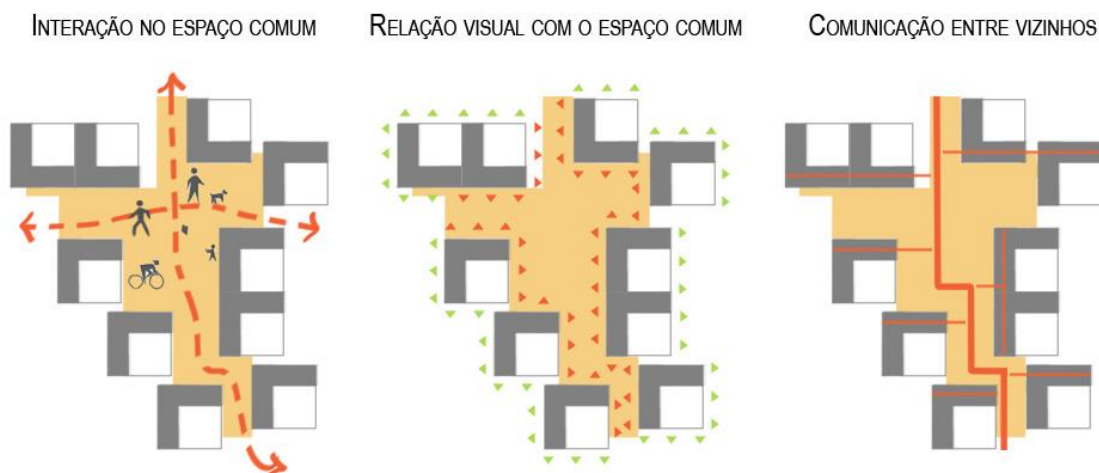 INTERAÇÃO NO ESPAÇO COMUM
RELAÇÃO VISUAL COM O ESPAÇO COMUM
COMUNICAÇÃO ENTRE VIZINHOS